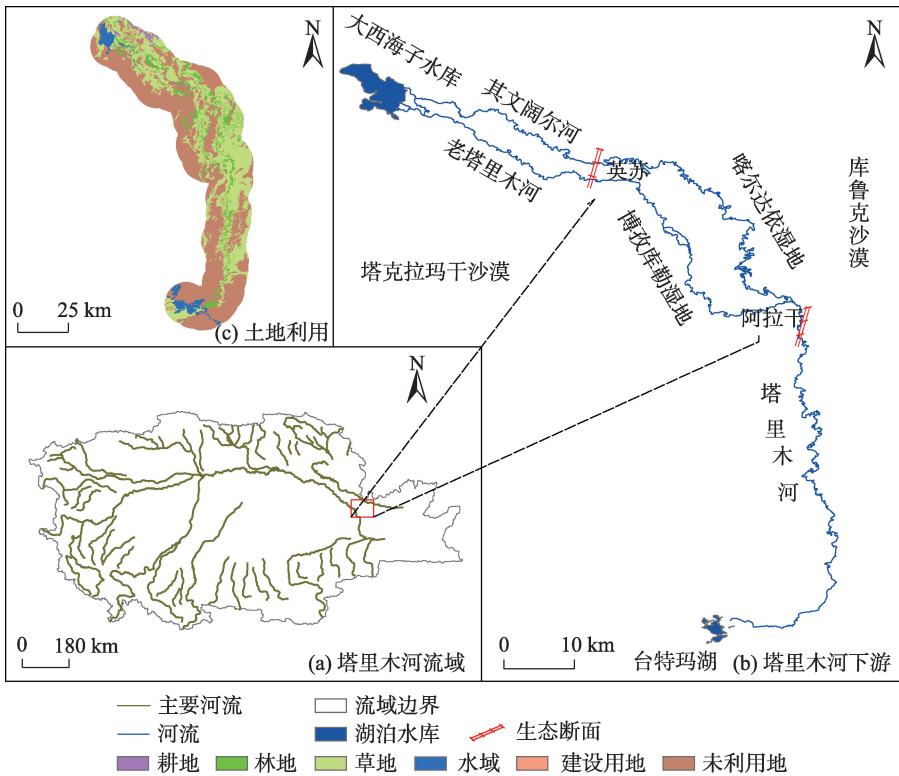 N
0 25 km
(c) 土地利用
N
大西海子水库
其文阔尔河
老塔里木河
英苏
喀尔达依湿地
库鲁克沙漠
塔克拉玛干沙漠
博孜库勒湿地
阿拉干
塔里木河
台特玛湖
0 10 km
(b) 塔里木河下游
N
0 180 km
(a) 塔里木河流域
主要河流
流域边界
河流
湖泊水库
生态断面
耕地 林地 草地 水域 建设用地 未利用地